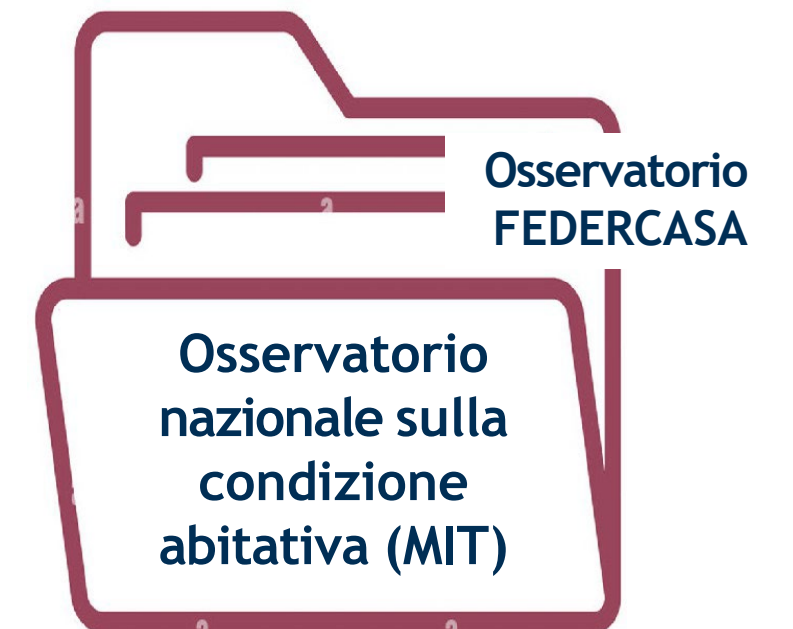 Osservatorio
FEDERCASA
Osservatorio
nazionale sulla
condizione
abitativa (MIT)
a
a
a
a